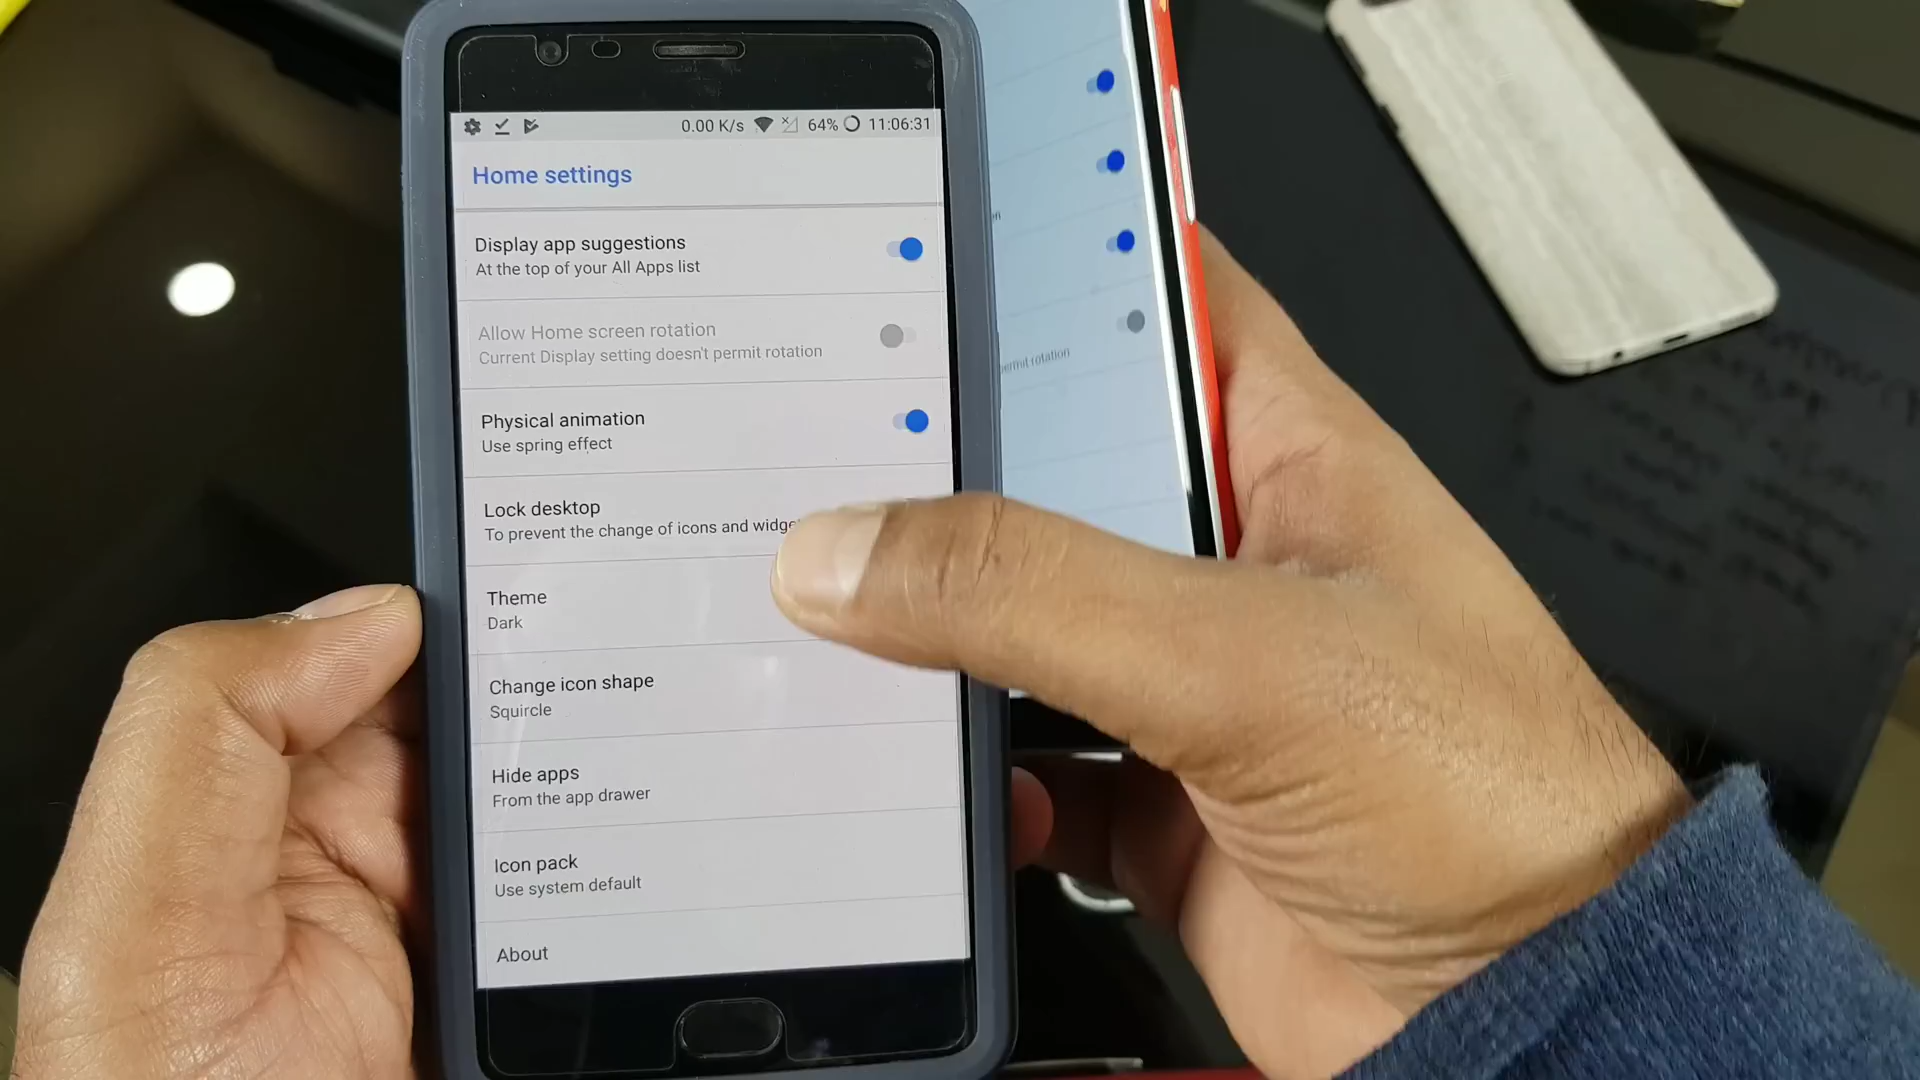 0.00 K/s 64% 11:06:31
Home settings
Display app suggestions
At the top of your All Apps list
Allow Home screen rotation
Current Display setting doesn't permit rotation
Physical animation
Use spring effect
Lock desktop
To prevent the change of icons and
Theme
Dark
Change icon shape
Squircle
Hide apps
From the app drawer
Icon pack
Use system default
About
permit rotation